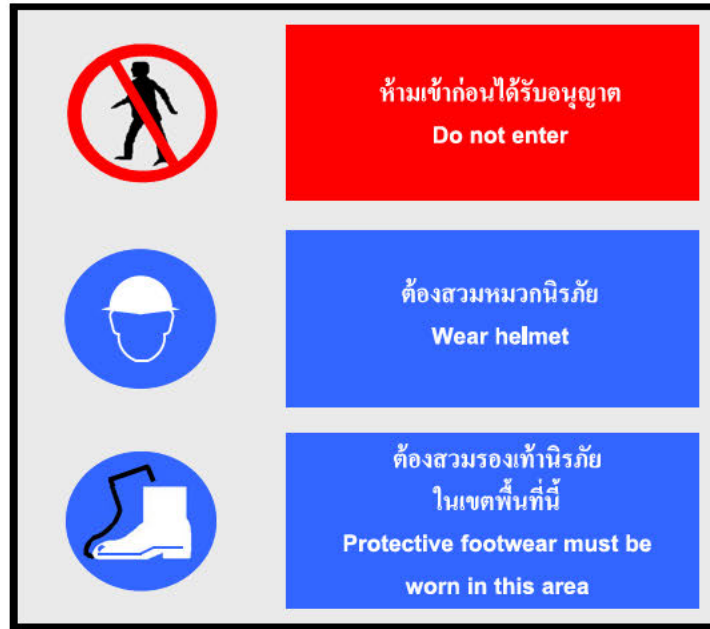 ห้ามเข้าก่อนได้รับอนุญาต
Do not enter
ต้องสวมหมวกนิรภัย
Wear helmet
ต้องสวมรองเท้านิรภัย
ในเขตพื้นที่นี้
Protective footwear must be
worn in this area